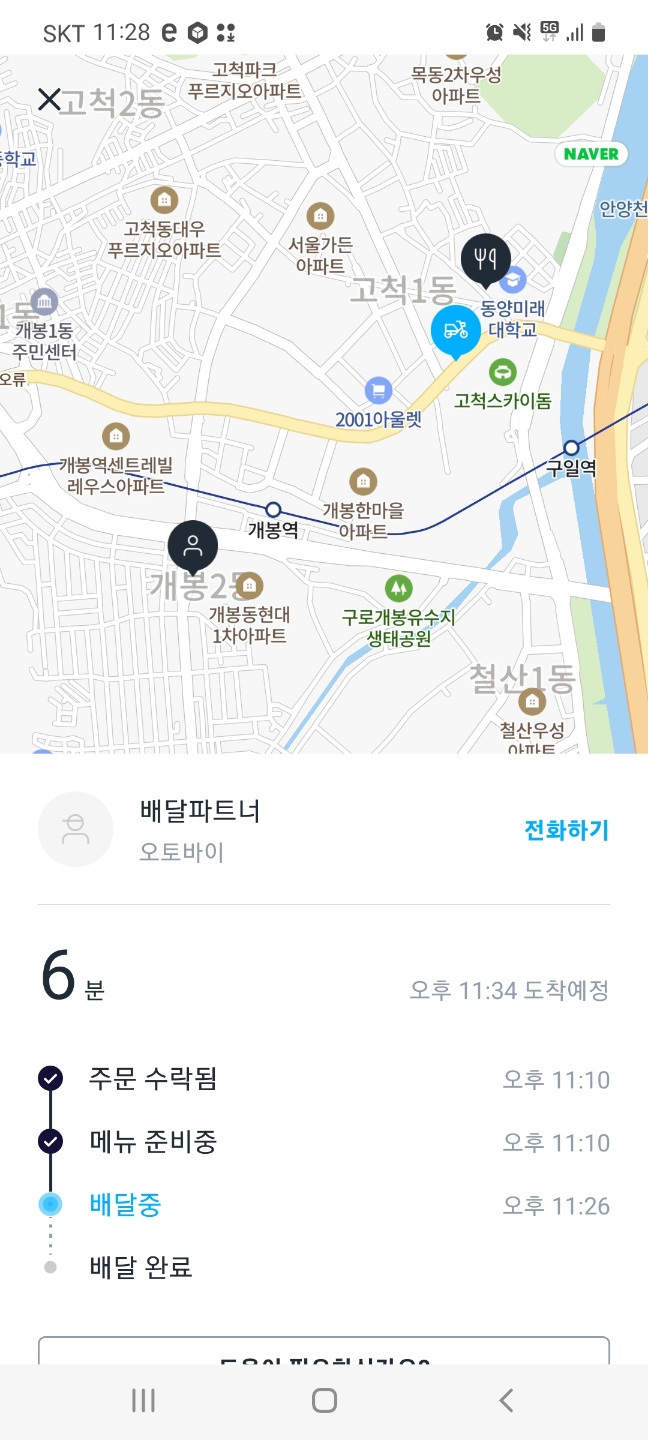 SKT 11:28
5G
고척2동
고척파크
푸르지오아파트
목동2차우성
아파트
NAVER
안양천
고척동대우
푸르지오아파트
서울가든
아파트
고척1동
동양미래
대학교
개봉1동
주민센터
오류
고척스카이돔
2001아울렛
개봉역센트레빌
레우스아파트
구일역
개봉한마을
아파트
개봉역
개봉2동
개봉동현대
1차아파트
구로개봉유수지
생태공원
철산1동
철산우성
아파트
배달파트너
오토바이
전화하기
6 분
오후 11:34 도착예정
주문 수락됨
오후 11:10
메뉴 준비중
오후 11:10
배달중
오후 11:26
배달 완료